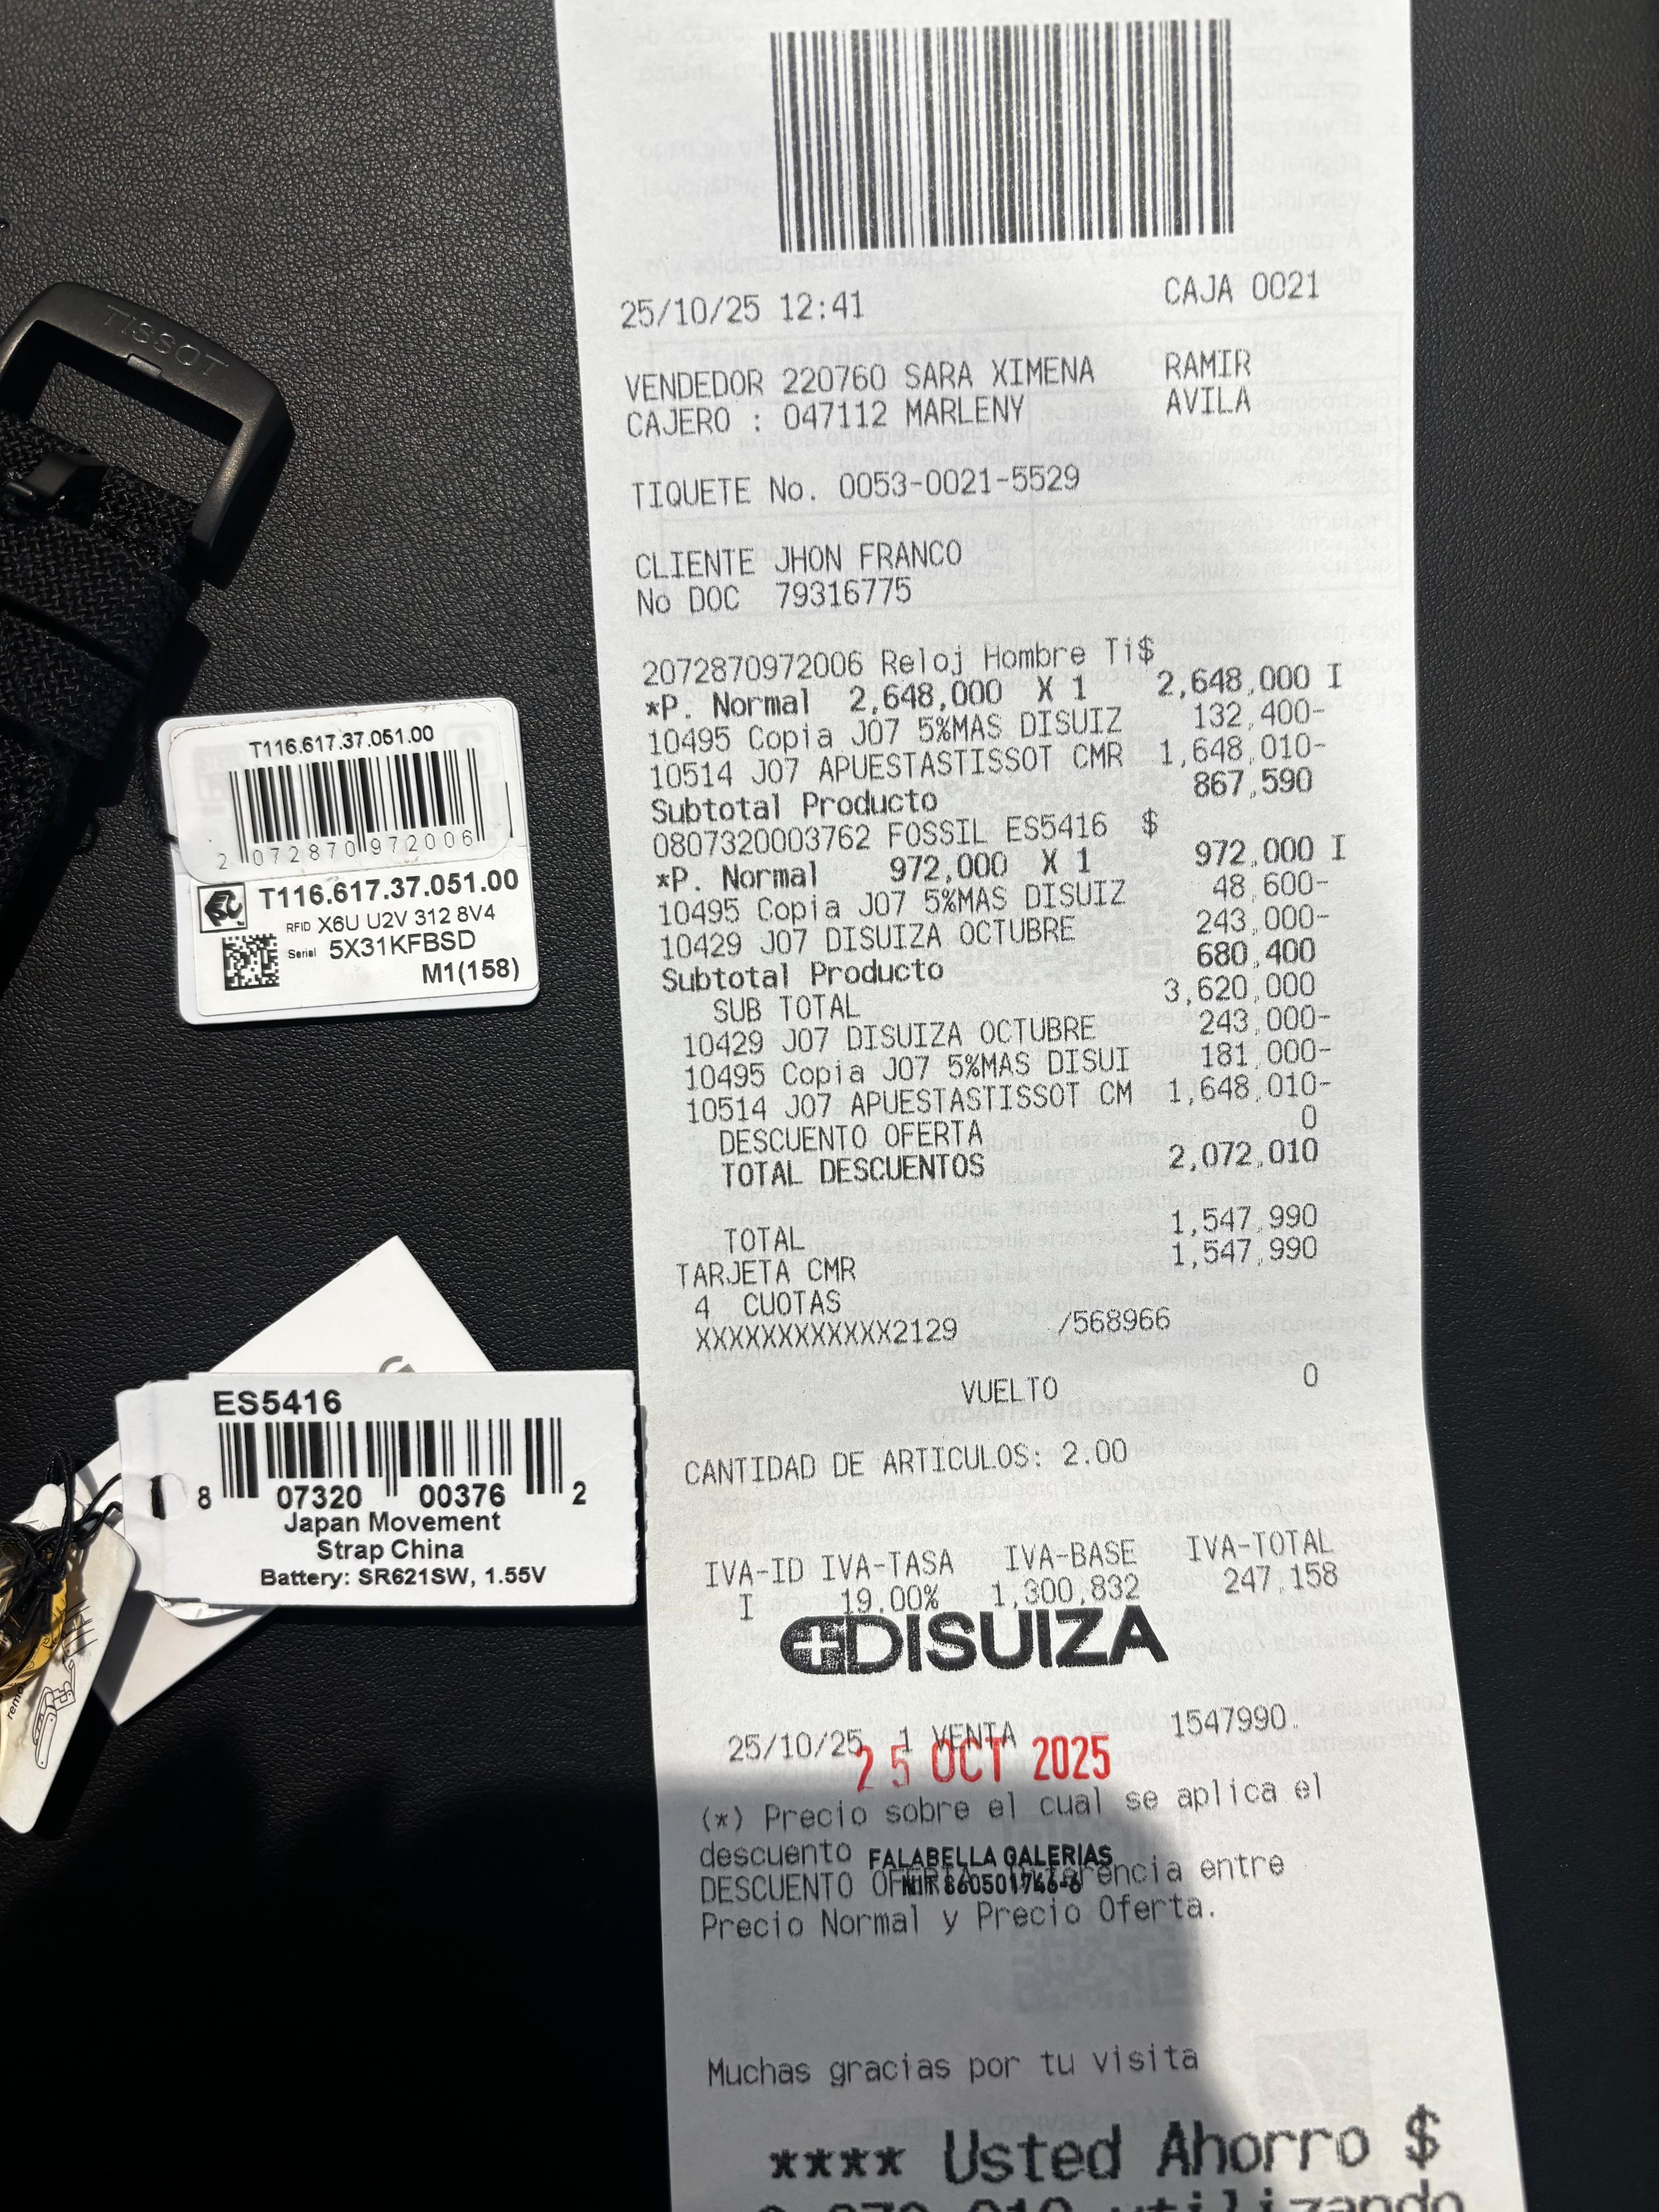 25/10/25 12:41 CAJA 0021
VENDEDOR 220760 SARA XIMENA RAMIR
CAJERO : 047112 MARLENY AVILA
TIQUETE No. 0053-0021-5529
CLIENTE JHON FRANCO
No DOC 79316775
2072870972006 Reloj Hombre Ti$
*P. Normal 2,648,000 X 1 2,648,000 I
10495 Copia J07 5%MAS DISUIZ 132,400-
10514 J07 APUESTASTISSOT CMR 1,648,010-
Subtotal Producto 867,590
0807320003762 FOSSIL ES5416 $
*P. Normal 972,000 X 1 972,000 I
10495 Copia J07 5%MAS DISUIZ 48,600-
10429 J07 DISUIZA OCTUBRE 243,000-
Subtotal Producto 680,400
SUB TOTAL 3,620,000
10429 J07 DISUIZA OCTUBRE 243,000-
10495 Copia J07 5%MAS DISUI 181,000-
10514 J07 APUESTASTISSOT CM 1,648,010-
DESCUENTO OFERTA 0
TOTAL DESCUENTOS 2,072,010
TOTAL 1,547,990
TARJETA CMR 1,547,990
4 CUOTAS
XXXXXXXXXXXX2129 /568966
VUELTO 0
CANTIDAD DE ARTICULOS: 2.00
IVA-ID IVA-TASA IVA-BASE IVA-TOTAL
I 19.00% 1,300,832 247,158
DISUIZA
25/10/25 1 VENTA 1547990.
25 OCT 2025
(*) Precio sobre el cual se aplica el
descuento
FALABELLA GALERIAS
NIT 860501746-6
DESCUENTO OFERTA: Diferencia entre
Precio Normal y Precio Oferta.
Muchas gracias por tu visita
**** Usted Ahorro $
utilizando
TISSOT
T116.617.37.051.00
2 072870 972006
T116.617.37.051.00
RFID X6U U2V 312 8V4
Serial 5X31KFBSD
M1(158)
ES5416
8 07320 00376 2
Japan Movement
Strap China
Battery: SR621SW, 1.55V